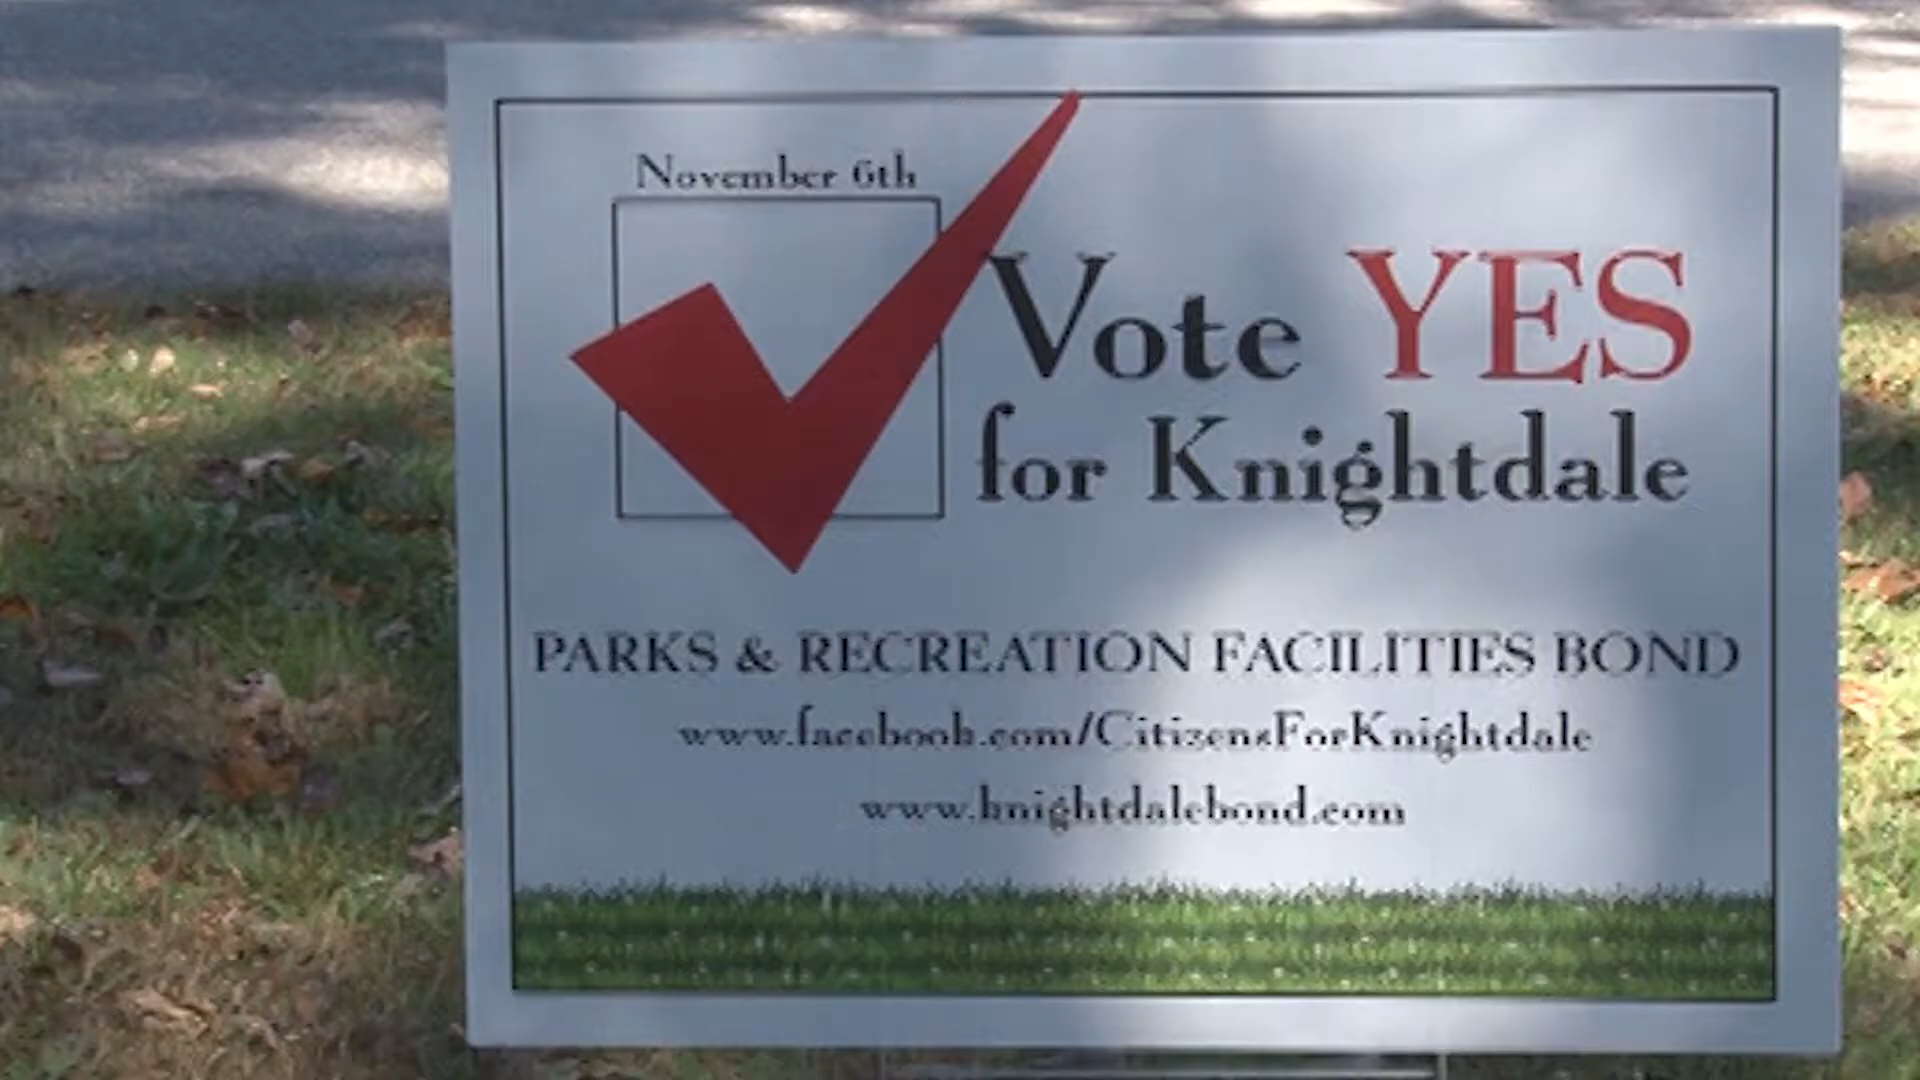 November 6th
Vote YES
for Knightdale
PARKS & RECREATION FACILITIES BOND
www.facebook.com/CitizensForKnightdale
www.knightdalebond.com